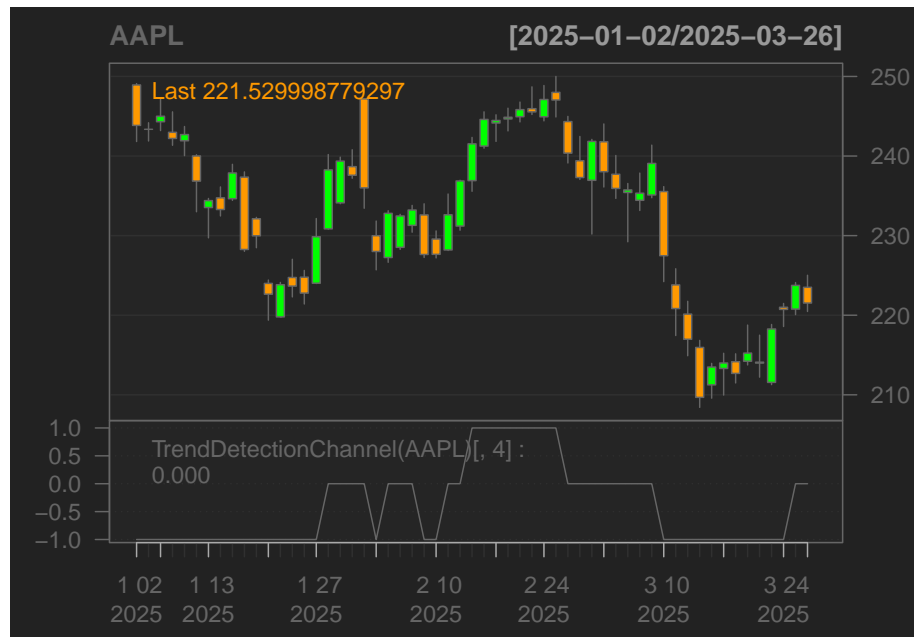 AAPL [2025−01−02/2025−03−26]
Last 221.529998779297
250
240
230
220
210
TrendDetectionChannel(AAPL)[, 4] :
0.000
1.0
0.5
0.0
−0.5
−1.0
1 02 1 13 1 27 2 10 2 24 3 10 3 24
2025 2025 2025 2025 2025 2025 2025